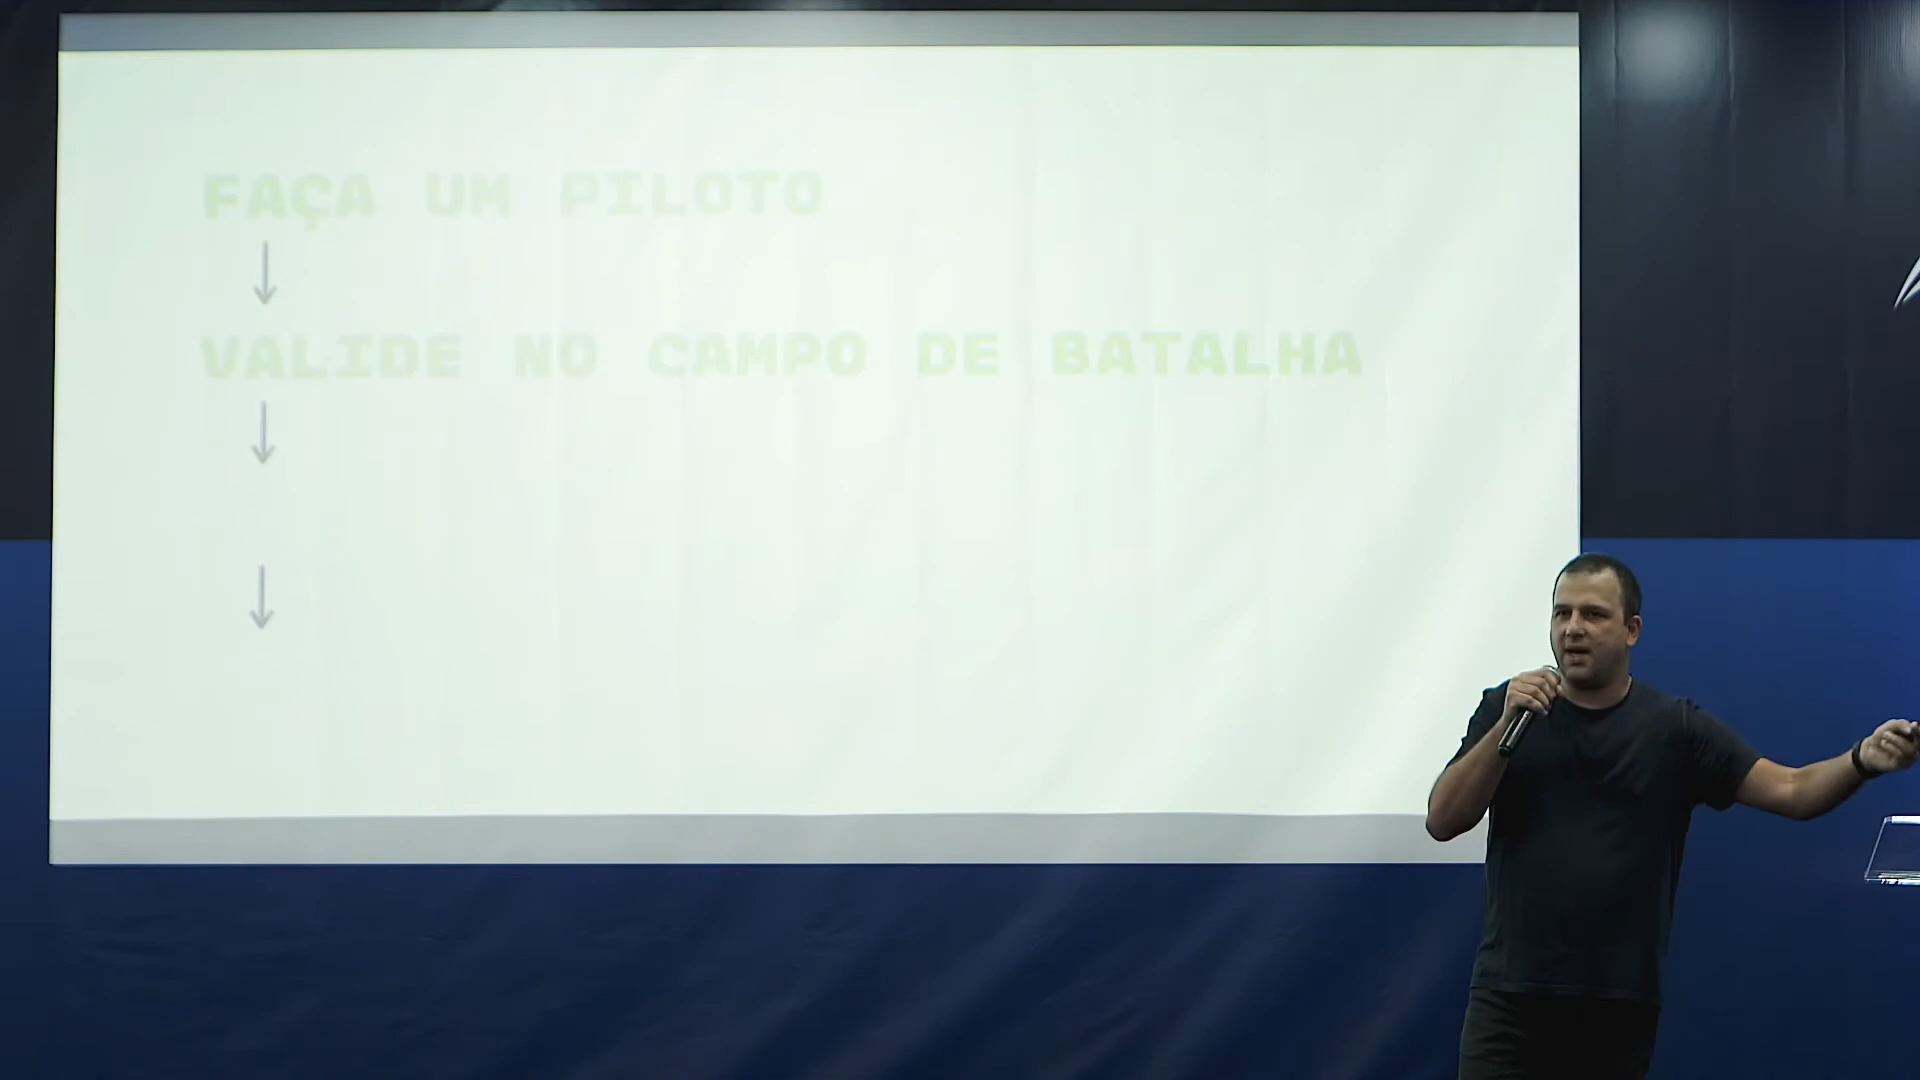 FAÇA UM PILOTO
↓
VALIDE NO CAMPO DE BATALHA
↓
↓